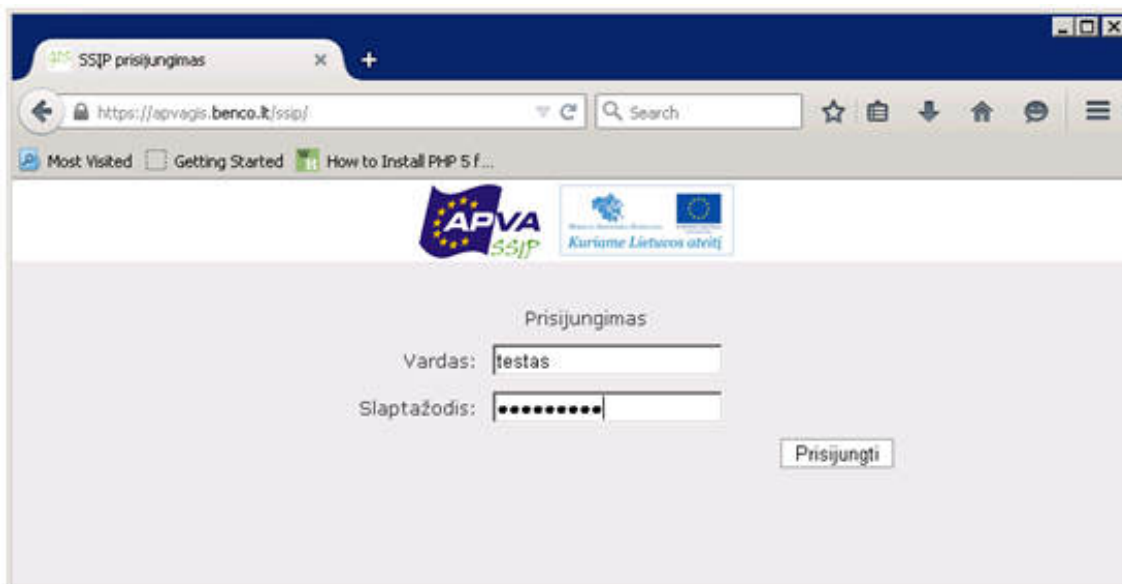 SSIP prisijungimas
https://apvagis.benco.lt/ssip/
Search
Most Visited Getting Started How to Install PHP 5 f...
APVA
SSIP
Kuriame Lietuvos ateitį
Prisijungimas
Vardas: testas
Slaptažodis: •••••••••
Prisijungti